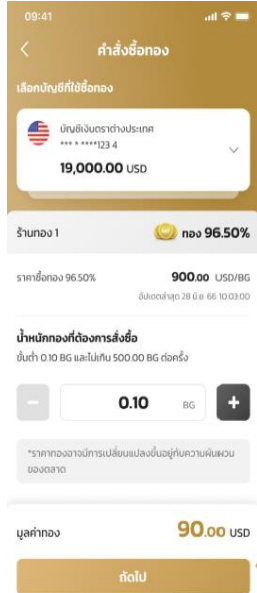 09:41
คำสั่งซื้อทอง
เลือกบัญชีที่ใช้ซื้อทอง
บัญชีเงินตราต่างประเทศ
*** * ****123 4
19,000.00 USD
ร้านทอง 1
ทอง 96.50%
ราคาซื้อทอง 96.50%
900.00 USD/BG
อัปเดตล่าสุด 28 มิ.ย. 66 10:03:00
น้ำหนักทองที่ต้องการสั่งซื้อ
ขั้นต่ำ 0.10 BG และไม่เกิน 500.00 BG ต่อครั้ง
− 0.10 BG +
*ราคาทองอาจมีการเปลี่ยนแปลงขึ้นอยู่กับความผันผวน
ของตลาด
มูลค่าทอง
90.00 USD
ถัดไป